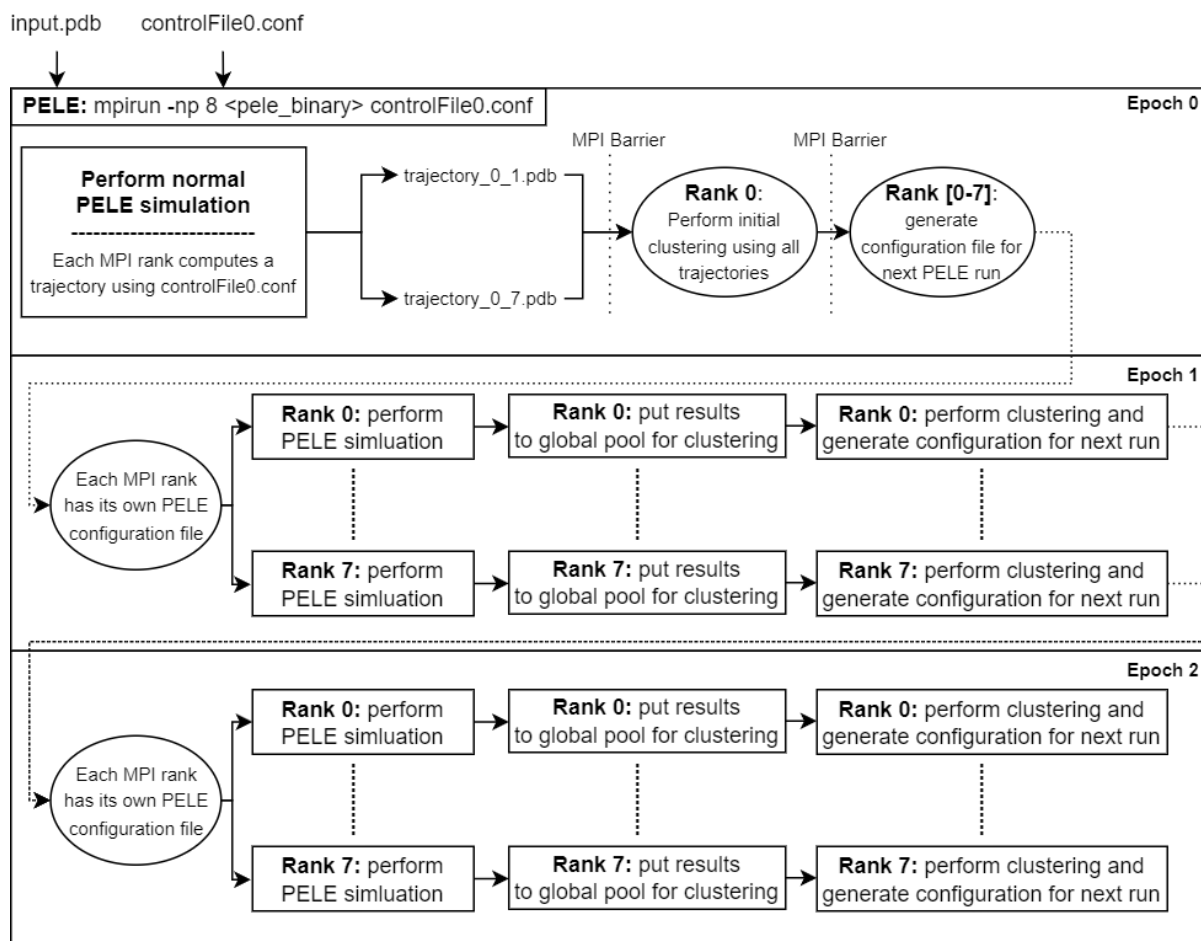 input.pdb
controlFile0.conf
PELE: mpirun -np 8 <pele_binary> controlFile0.conf
Epoch 0
Perform normal
PELE simulation
Each MPI rank computes a
trajectory using controlFile0.conf
trajectory_0_1.pdb
trajectory_0_7.pdb
MPI Barrier
Rank 0:
Perform initial
clustering using all
trajectories
MPI Barrier
Rank [0-7]:
generate
configuration file for
next PELE run
Epoch 1
Each MPI rank
has its own PELE
configuration file
Rank 0: perform
PELE simluation
Rank 0: put results
to global pool for clustering
Rank 0: perform clustering and
generate configuration for next run
Rank 7: perform
PELE simluation
Rank 7: put results
to global pool for clustering
Rank 7: perform clustering and
generate configuration for next run
Epoch 2
Each MPI rank
has its own PELE
configuration file
Rank 0: perform
PELE simluation
Rank 0: put results
to global pool for clustering
Rank 0: perform clustering and
generate configuration for next run
Rank 7: perform
PELE simluation
Rank 7: put results
to global pool for clustering
Rank 7: perform clustering and
generate configuration for next run